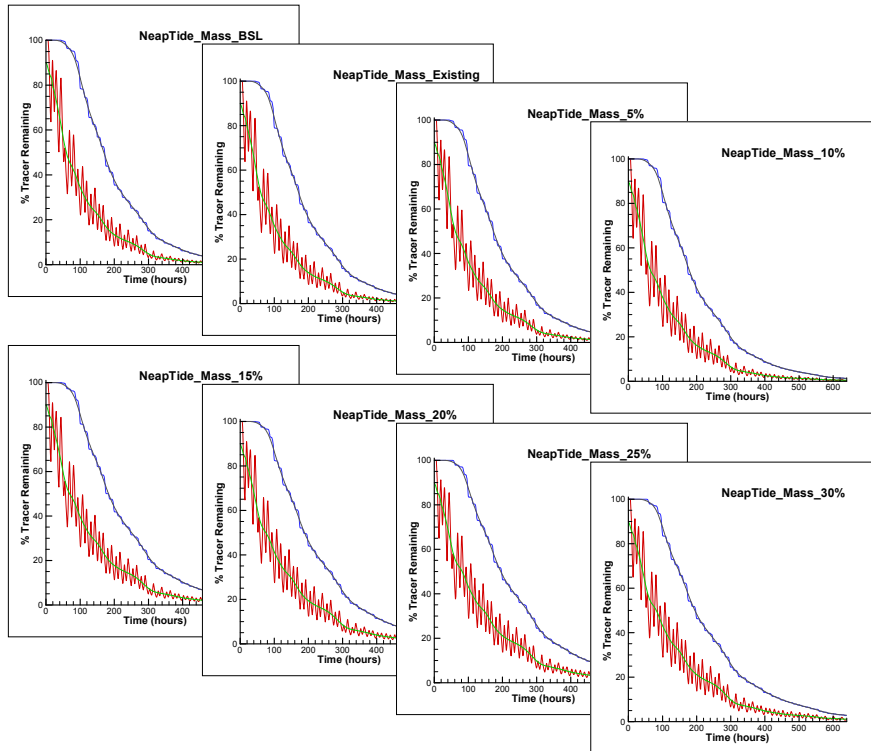 NeapTide_Mass_BSL
% Tracer Remaining
100
80
60
40
20
0
0 100 200 300 400
Time (hours)
NeapTide_Mass_Existing
% Tracer Remaining
100
80
60
40
20
0
0 100 200 300 400
Time (hours)
NeapTide_Mass_5%
% Tracer Remaining
100
80
60
40
20
0
0 100 200 300 400
Time (hours)
NeapTide_Mass_10%
% Tracer Remaining
100
80
60
40
20
0
0 100 200 300 400 500 600
Time (hours)
NeapTide_Mass_15%
% Tracer Remaining
100
80
60
40
20
0
0 100 200 300 400
Time (hours)
NeapTide_Mass_20%
% Tracer Remaining
100
80
60
40
20
0
0 100 200 300 400
Time (hours)
NeapTide_Mass_25%
% Tracer Remaining
100
80
60
40
20
0
0 100 200 300 400
Time (hours)
NeapTide_Mass_30%
% Tracer Remaining
100
80
60
40
20
0
0 100 200 300 400 500 600
Time (hours)